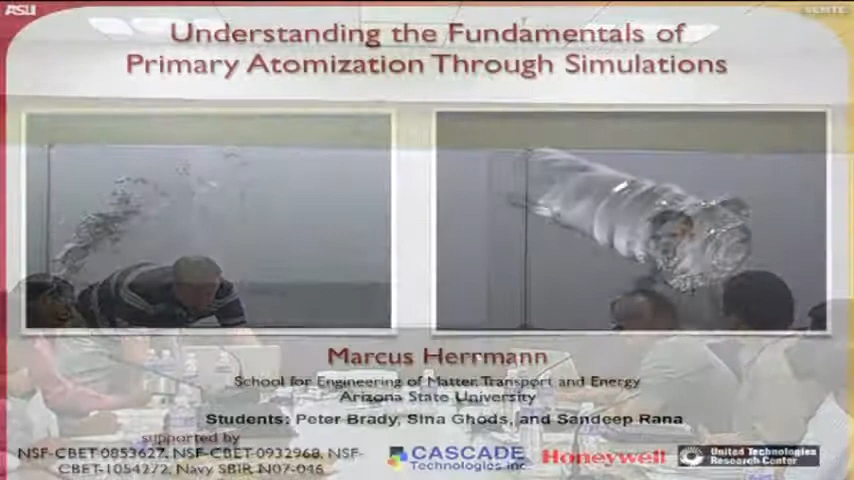 ASU
SEMTE
Understanding the Fundamentals of
Primary Atomization Through Simulations
Marcus Herrmann
School for Engineering of Matter, Transport and Energy
Arizona State University
Students: Peter Brady, Sina Ghods, and Sandeep Rana
supported by
NSF-CBET-0853627, NSF-CBET-0932968, NSF-
CBET-1054272, Navy SBIR N07-046
CASCADE
Technologies inc
Honeywell
United Technologies
Research Center